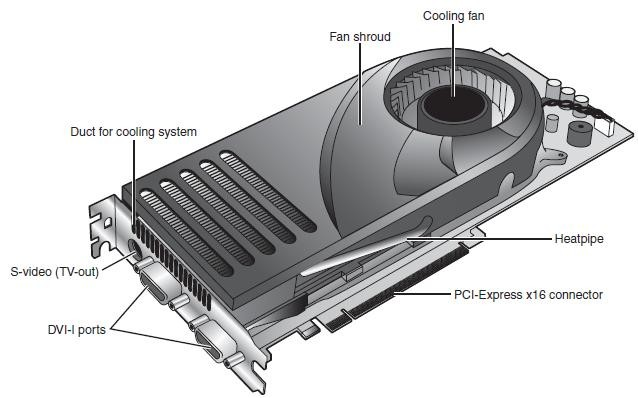 Cooling fan
Fan shroud
Duct for cooling system
Heatpipe
S-video (TV-out)
PCI-Express x16 connector
DVI-I ports